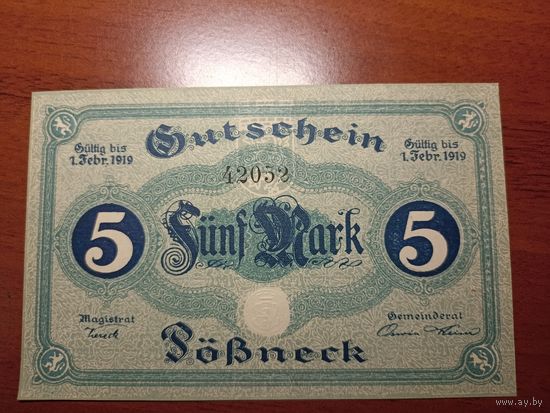 Gutschein
Gültig bis
1. Febr. 1919
Gültig bis
1. Febr. 1919
42052
5
Fünf Mark
5
Magistrat
Gemeinderat
Pößneck
www.ay.by